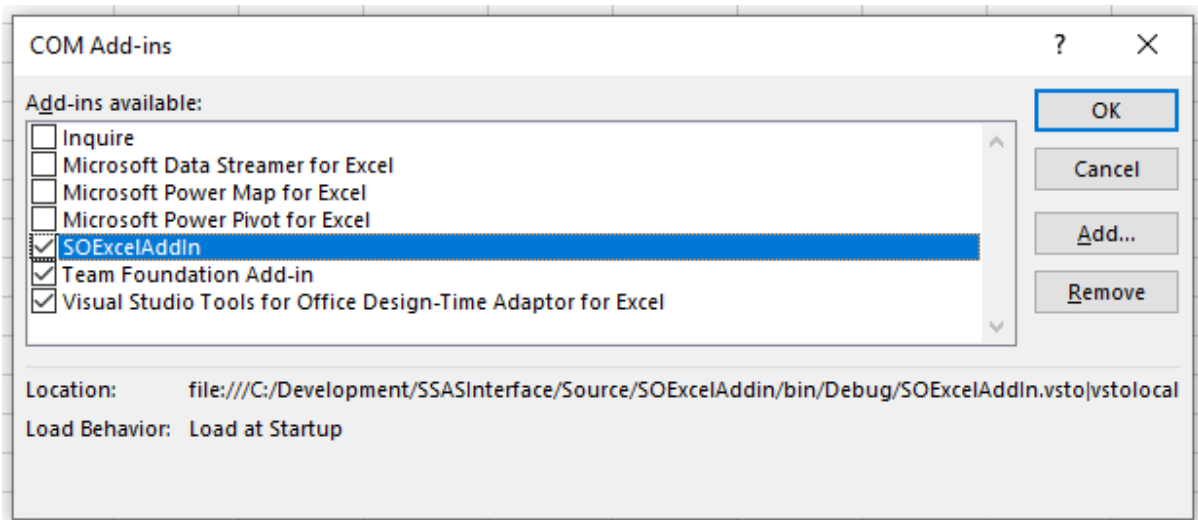 COM Add-ins
?
Add-ins available:
Inquire
Microsoft Data Streamer for Excel
Microsoft Power Map for Excel
Microsoft Power Pivot for Excel
SOExcelAddIn
Team Foundation Add-in
Visual Studio Tools for Office Design-Time Adaptor for Excel
OK
Cancel
Add...
Remove
Location: file:///C:/Development/SSASInterface/Source/SOExcelAddin/bin/Debug/SOExcelAddIn.vsto|vstolocal
Load Behavior: Load at Startup